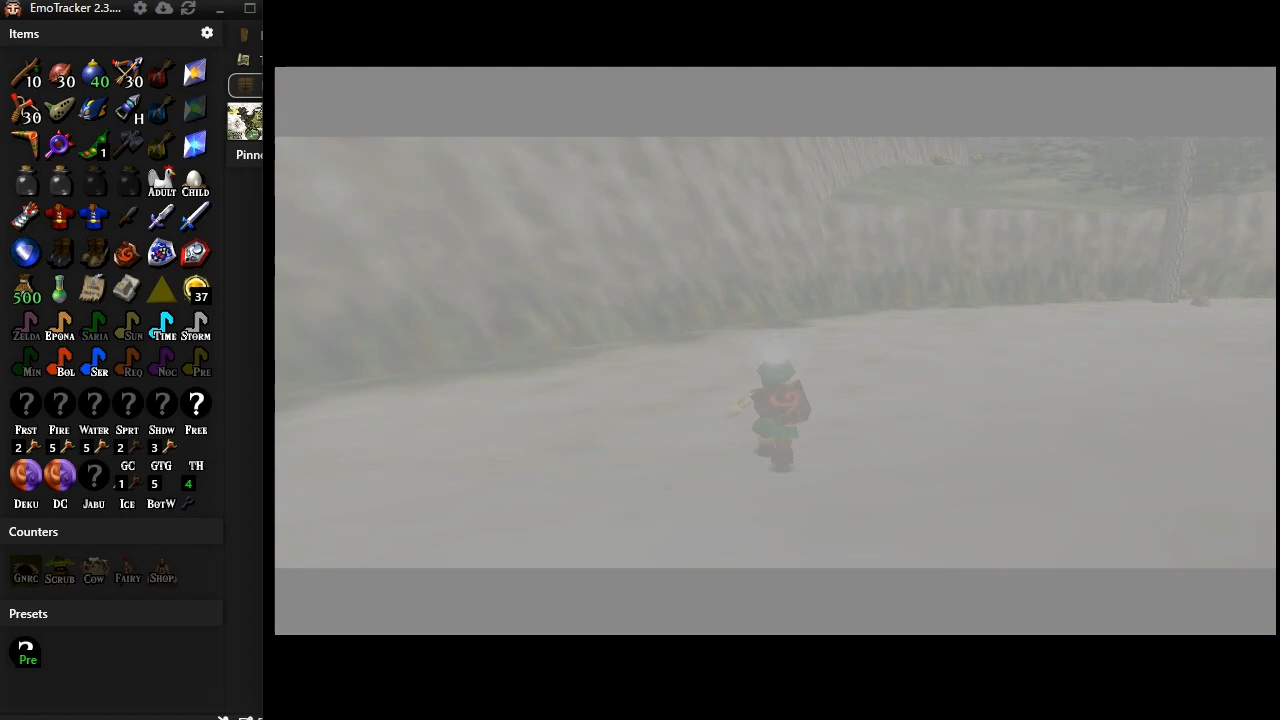 EmoTracker 2.3....
Items
10 30 40 30
30 H
1
ADULT CHILD
500 37
ZELDA EPONA SARIA SUN TIME STORM
MIN BOL SER REQ NOC PRE
? ? ? ? ? ?
FRST FIRE WATER SPRT SHDW FREE
2 5 5 2 3
? GC GTG TH
1 5 4
DEKU DC JABU ICE BOTW
Counters
GNRC SCRUB COW FAIRY SHOP
Presets
Pre
Pinne